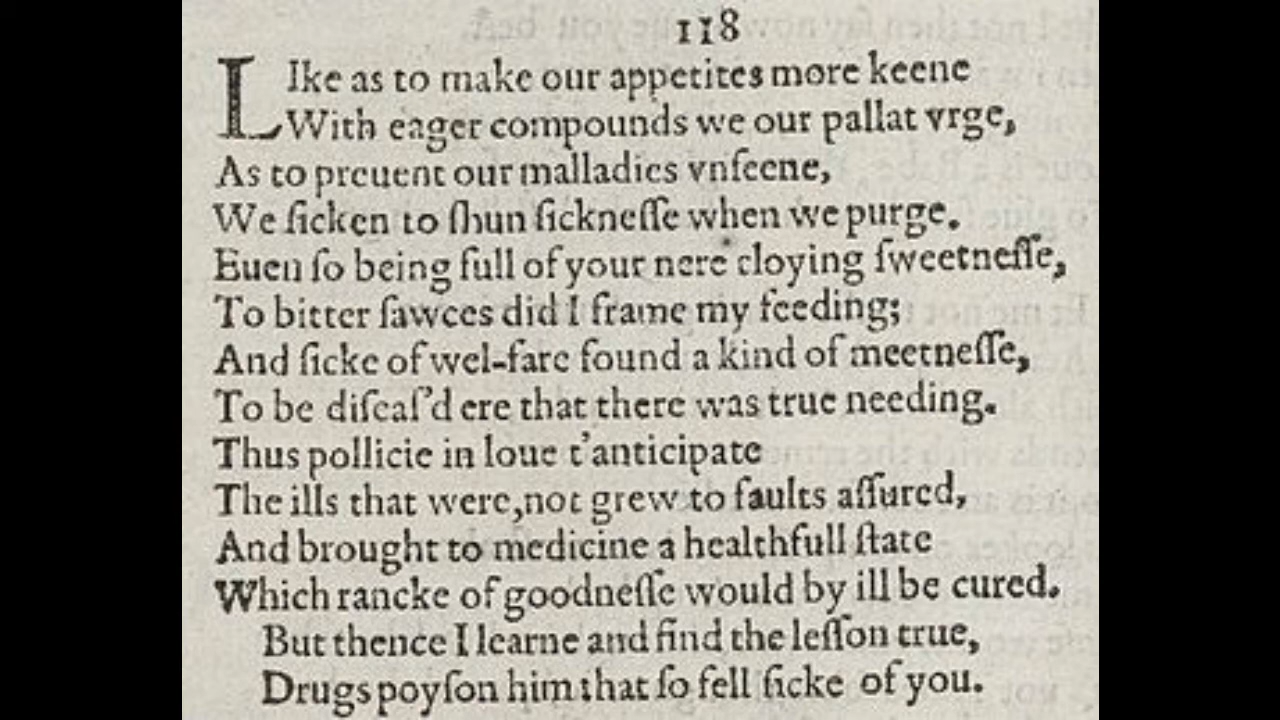 118
LIke as to make our appetites more keene
With eager compounds we our pallat vrge,
As to preuent our malladies vnſeene,
We ſicken to ſhun ſickneſſe when we purge.
Euen ſo being full of your nere cloying ſweetneſſe,
To bitter ſawces did I frame my feeding;
And ſicke of wel-fare found a kind of meetneſſe,
To be diſeaſ'd ere that there was true needing.
Thus pollicie in loue t'anticipate
The ills that were,not grew to faults aſſured,
And brought to medicine a healthfull ſtate
Which rancke of goodneſſe would by ill be cured.
But thence I learne and find the leſſon true,
Drugs poyſon him that ſo fell ſicke of you.